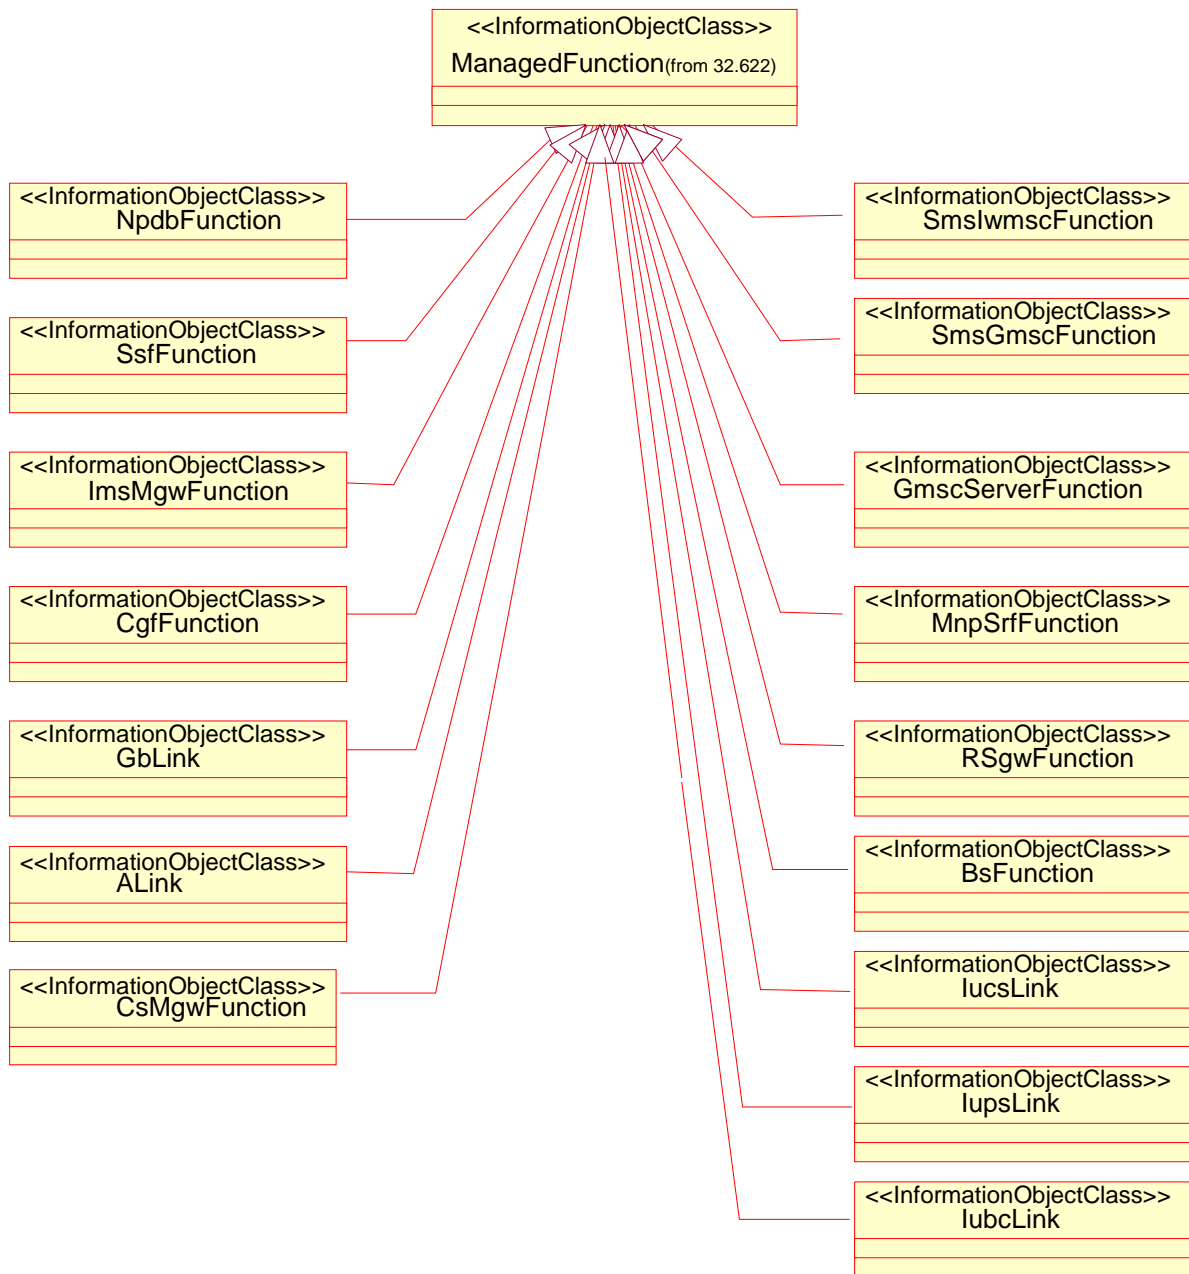 <<InformationObjectClass>>
ManagedFunction(from 32.622)
<<InformationObjectClass>>
NpdbFunction
<<InformationObjectClass>>
SsfFunction
<<InformationObjectClass>>
ImsMgwFunction
<<InformationObjectClass>>
CgfFunction
<<InformationObjectClass>>
GbLink
<<InformationObjectClass>>
ALink
<<InformationObjectClass>>
CsMgwFunction
<<InformationObjectClass>>
SmsIwmscFunction
<<InformationObjectClass>>
SmsGmscFunction
<<InformationObjectClass>>
GmscServerFunction
<<InformationObjectClass>>
MnpSrfFunction
<<InformationObjectClass>>
RSgwFunction
<<InformationObjectClass>>
BsFunction
<<InformationObjectClass>>
IucsLink
<<InformationObjectClass>>
IupsLink
<<InformationObjectClass>>
IubcLink